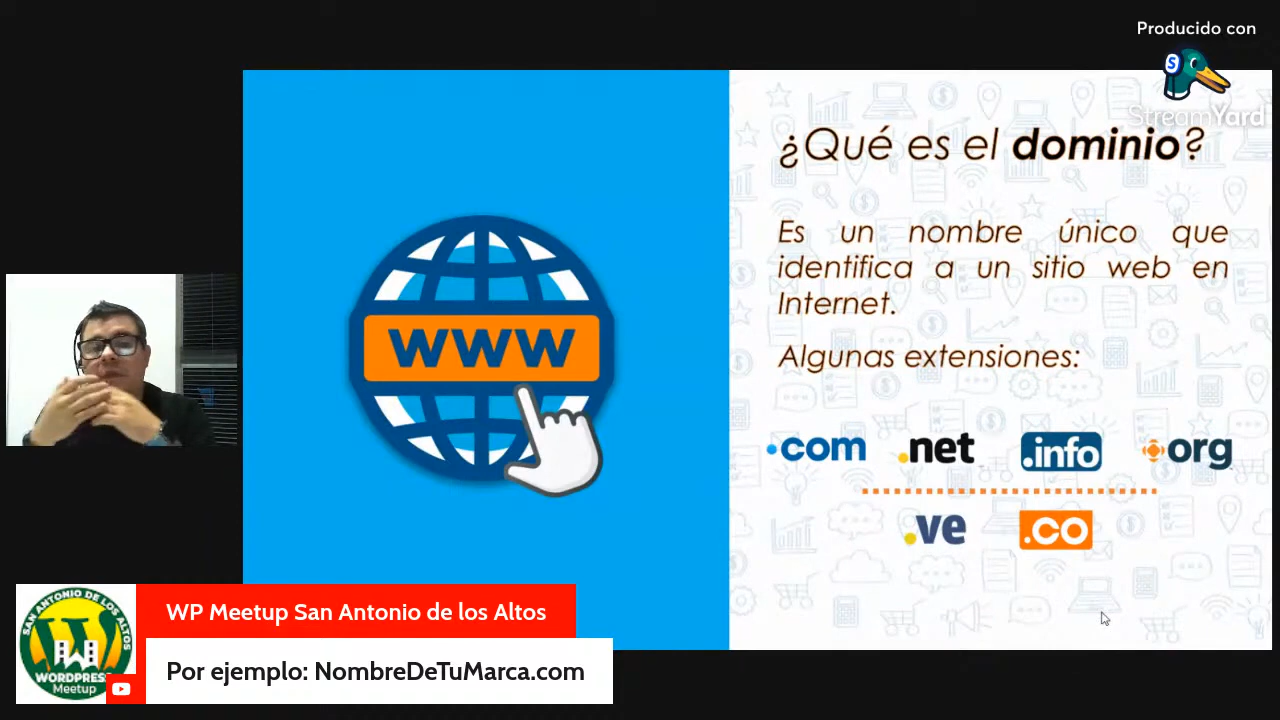 Producido con
StreamYard
¿Qué es el dominio?
Es un nombre único que
identifica a un sitio web en
Internet.
Algunas extensiones:
.com .net .info .org
.ve .co
www
SAN ANTONIO DE LOS ALTOS
WORDPRESS
Meetup
WP Meetup San Antonio de los Altos
Por ejemplo: NombreDeTuMarca.com